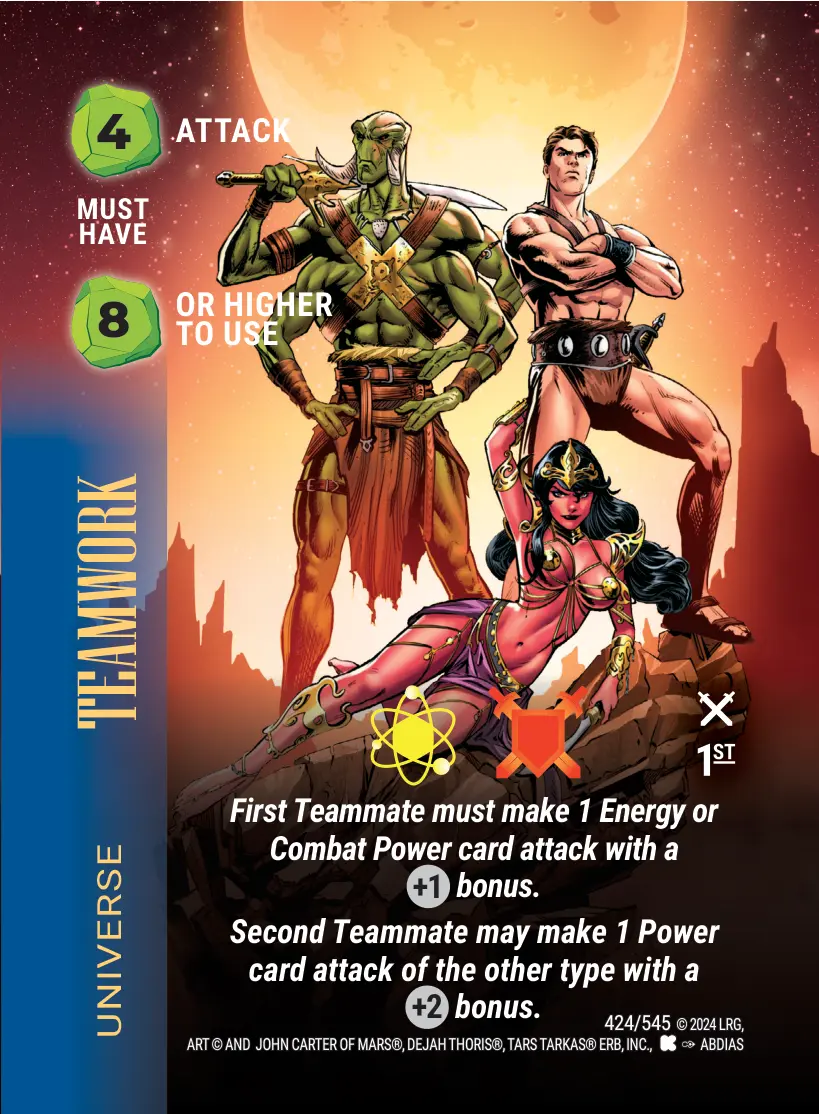 4 ATTACK
MUST
HAVE
8 OR HIGHER
TO USE
TEAMWORK
UNIVERSE
1ST
First Teammate must make 1 Energy or
Combat Power card attack with a
+1 bonus.
Second Teammate may make 1 Power
card attack of the other type with a
+2 bonus.
424/545 © 2024 LRG,
ART © AND JOHN CARTER OF MARS®, DEJAH THORIS®, TARS TARKAS® ERB, INC., ABDIAS